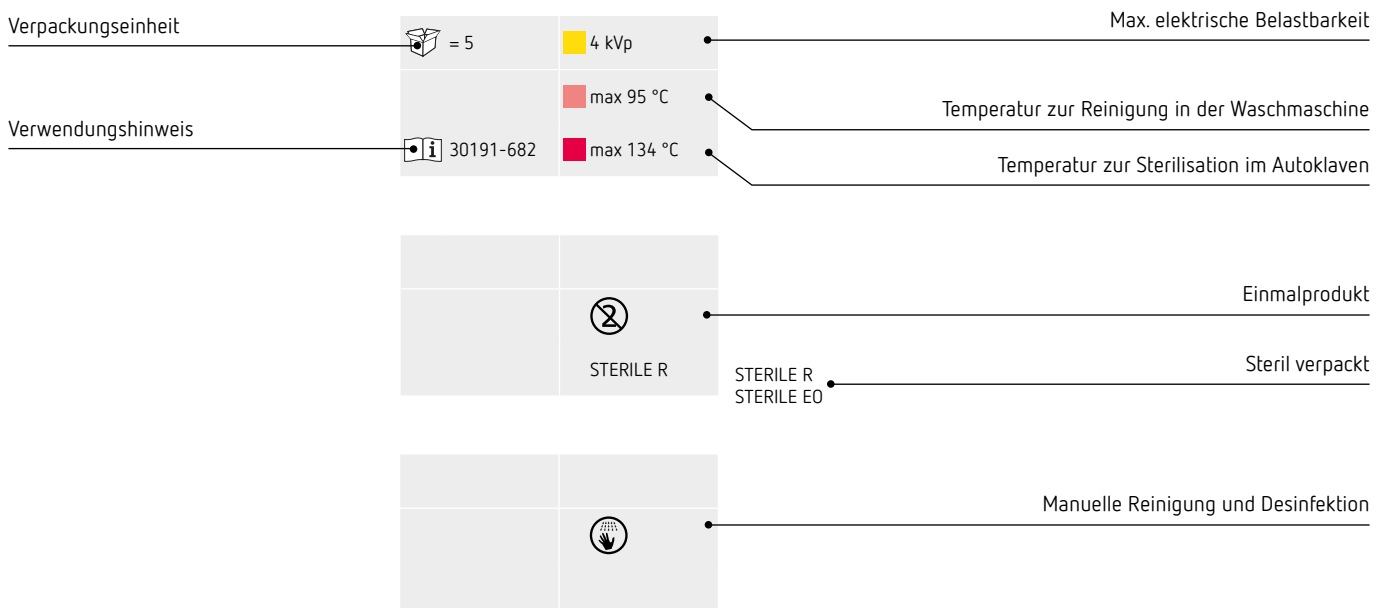 Verpackungseinheit
= 5
4 kVp
Max. elektrische Belastbarkeit
max 95 °C
Temperatur zur Reinigung in der Waschmaschine
Verwendungshinweis
i 30191-682
max 134 °C
Temperatur zur Sterilisation im Autoklaven
2
Einmalprodukt
STERILE R
STERILE R
STERILE EO
Steril verpackt
Manuelle Reinigung und Desinfektion